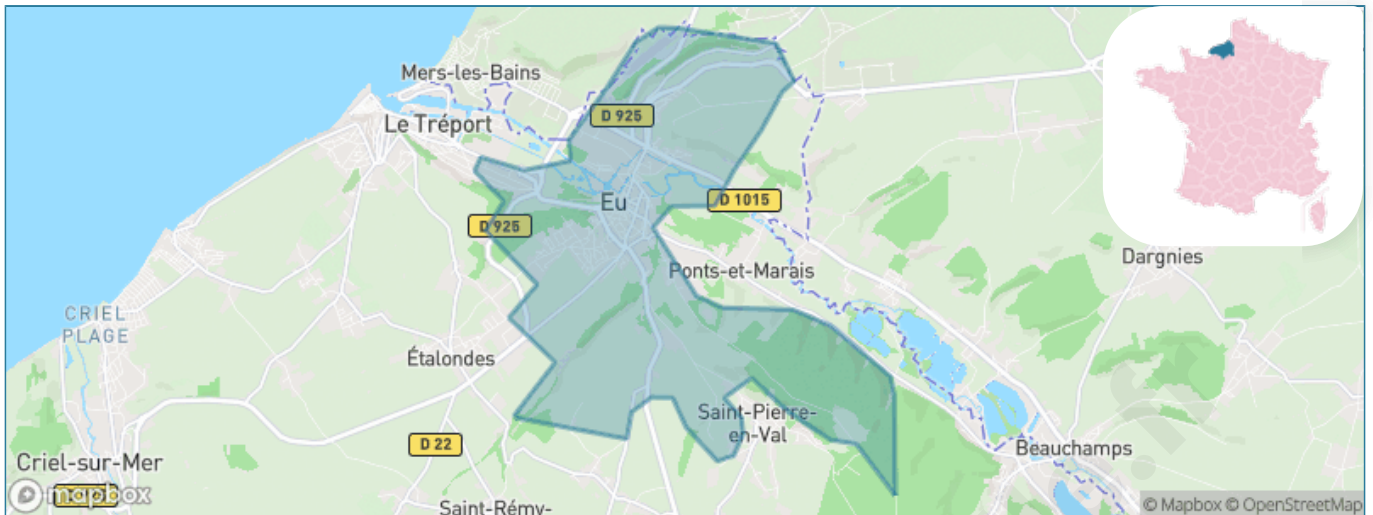 Mers-les-Bains
Le Tréport
D 925
Eu
D 1015
D 925
Ponts-et-Marais
Dargnies
CRIEL
PLAGE
Étalondes
Saint-Pierre-
en-Val
D 22
Beauchamps
Criel-sur-Mer
mapbox
Saint-Rémy-
© Mapbox © OpenStreetMap